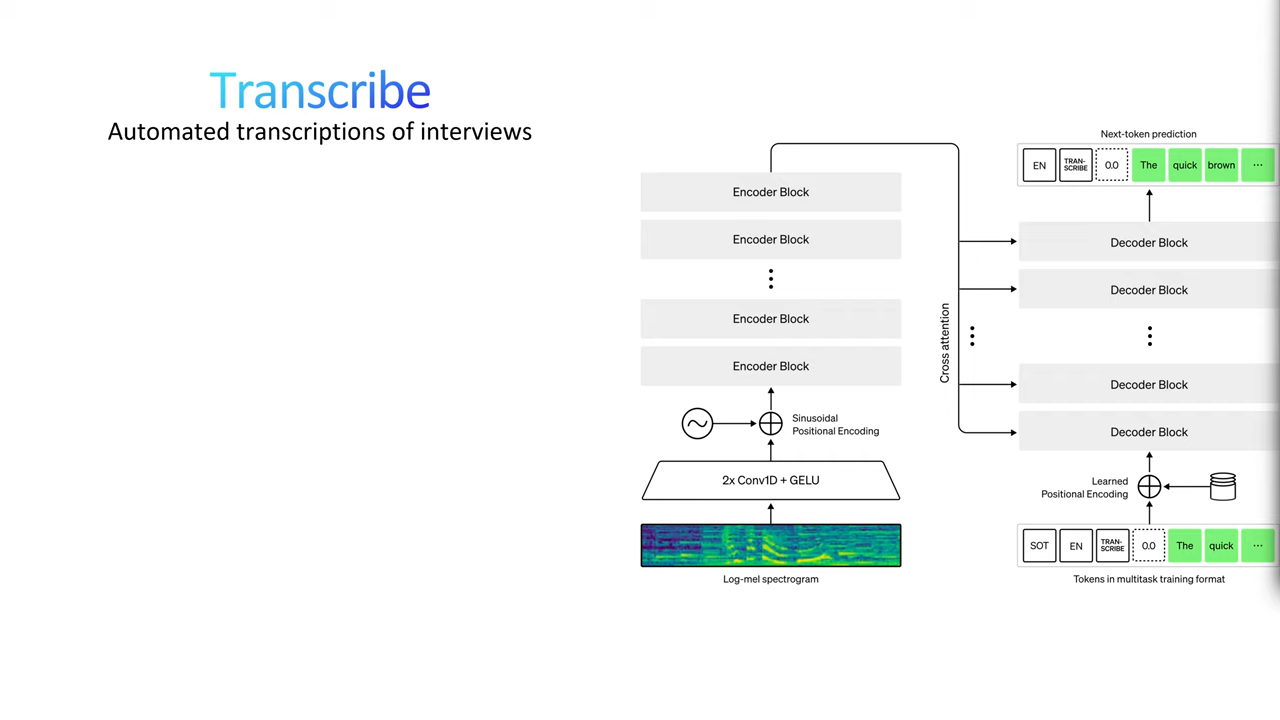 Transcribe
Automated transcriptions of interviews
Encoder Block
Encoder Block
Encoder Block
Encoder Block
Sinusoidal
Positional Encoding
2x Conv1D + GELU
Log-mel spectrogram
Cross attention
Next-token prediction
EN TRAN-SCRIBE 0.0 The quick brown ...
Decoder Block
Decoder Block
Decoder Block
Decoder Block
Learned
Positional Encoding
SOT EN TRAN-SCRIBE 0.0 The quick ...
Tokens in multitask training format